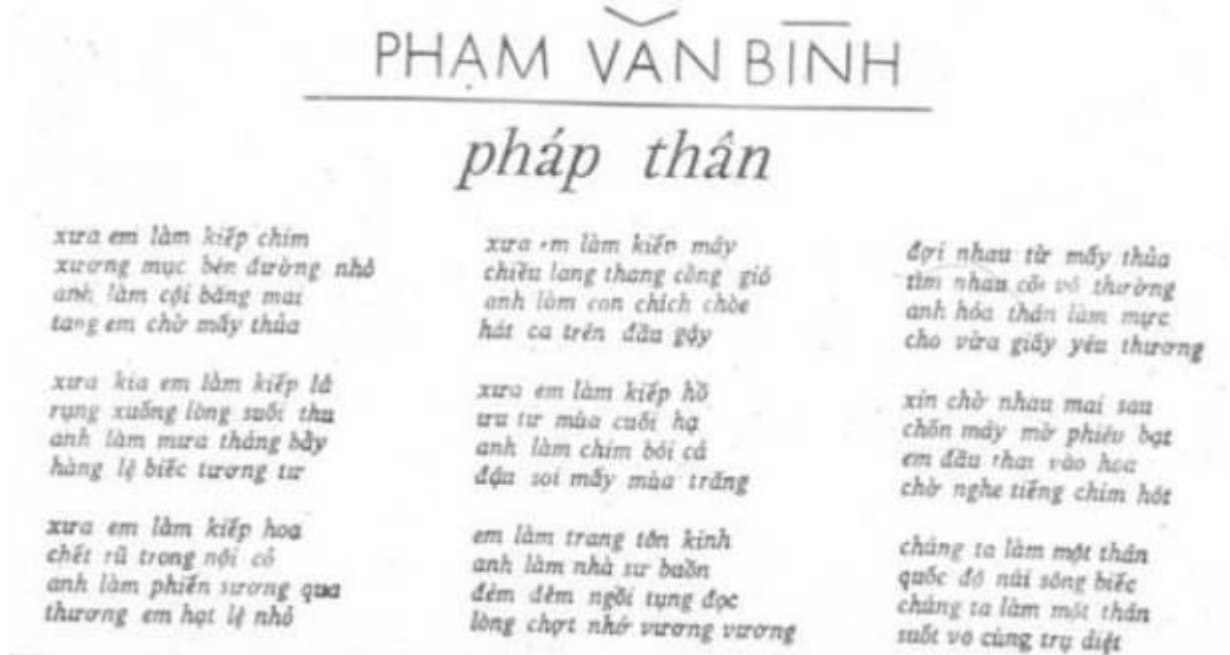 PHẠM VĂN BÌNH
pháp thân
xưa em làm kiếp chim
xương mục bên đường nhỏ
anh làm cội băng mai
tang em chờ mấy thủa
xưa kia em làm kiếp lá
rụng xuống lòng suối thu
anh làm mưa tháng bảy
hàng lệ biếc tương tư
xưa em làm kiếp hoa
chết rũ trong nội cỏ
anh làm phiến sương qua
thương em hạt lệ nhỏ
xưa em làm kiếp mây
chiều lang thang cùng gió
anh làm con chích chòe
hát ca trên đầu gậy
xưa em làm kiếp hồ
ưu tư mùa cuối hạ
anh làm chim bói cá
đậu soi mấy mùa trăng
em làm trang tôn kinh
anh làm nhà sư buồn
đêm đêm ngồi tụng đọc
lòng chợt nhớ vương vương
đợi nhau từ mấy thủa
tìm nhau cõi vô thường
anh hóa thân làm mực
cho vừa giấy yêu thương
xin chờ nhau mai sau
chốn mây mờ phiêu bạt
em đầu thai vào hoa
chờ nghe tiếng chim hót
chúng ta làm một thân
quốc độ núi sông biếc
chúng ta làm một thân
suốt vô cùng trụ diệt